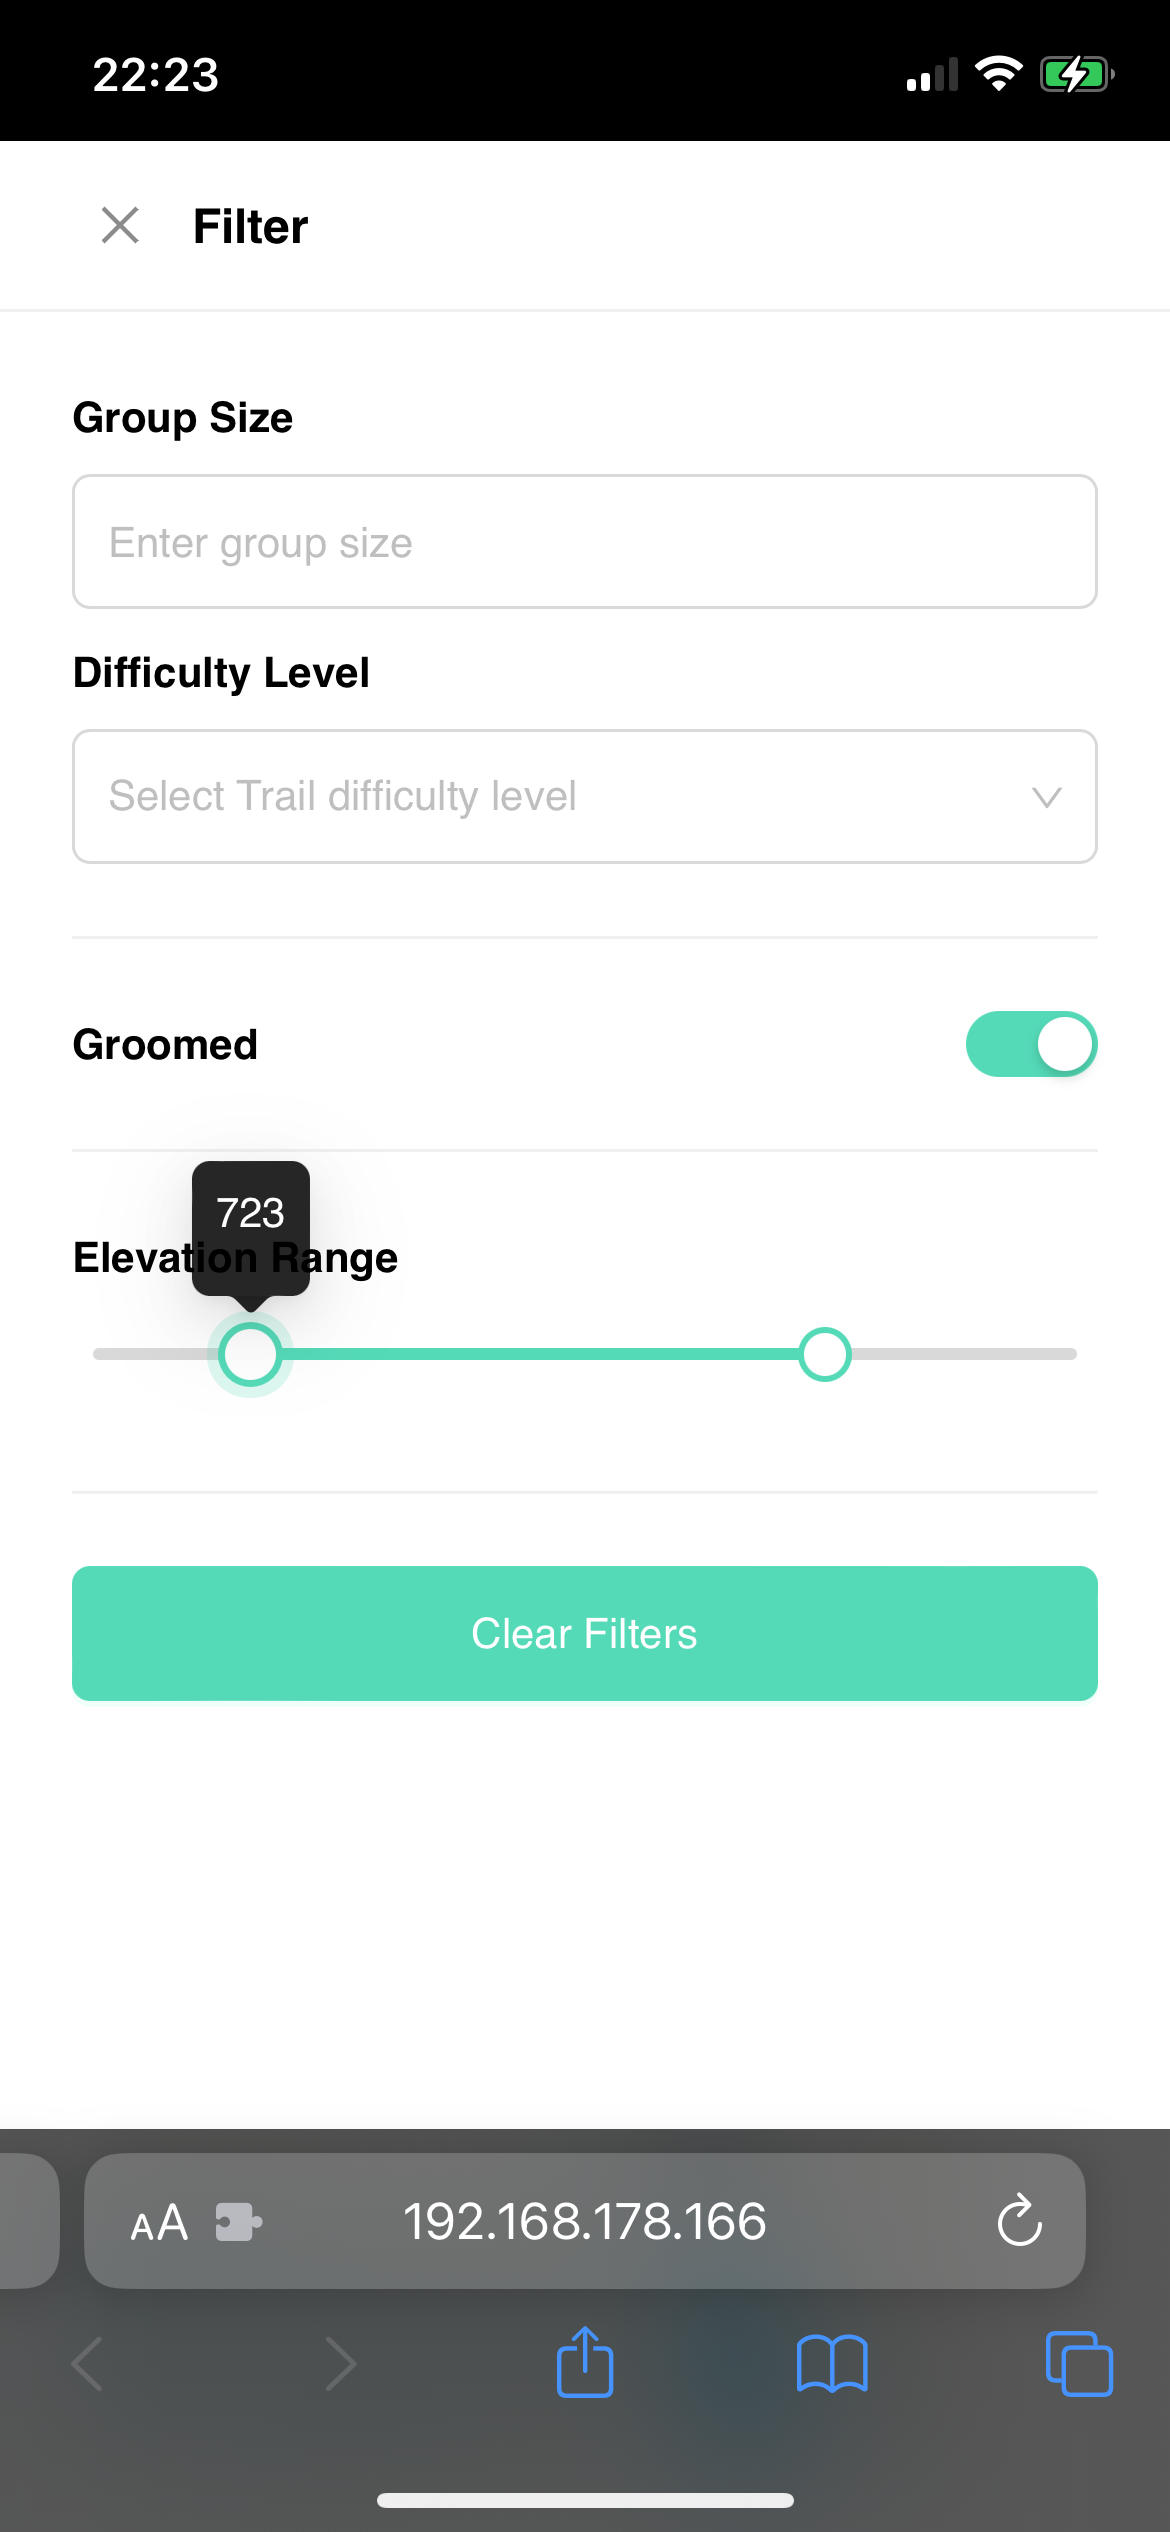 22:23
Filter
Group Size
Enter group size
Difficulty Level
Select Trail difficulty level
Groomed
723
Elevation Range
Clear Filters
AA
192.168.178.166